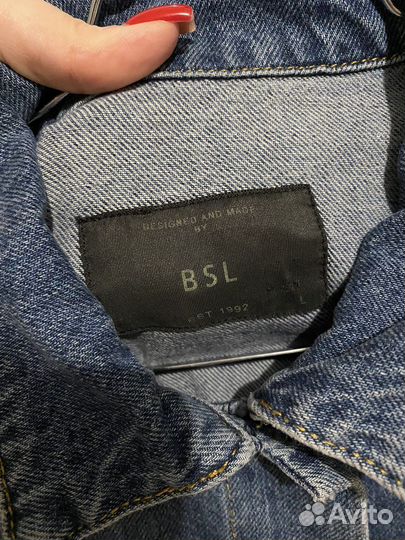 DESIGNED AND MADE
BY
BSL
EST 1992
L
Avito